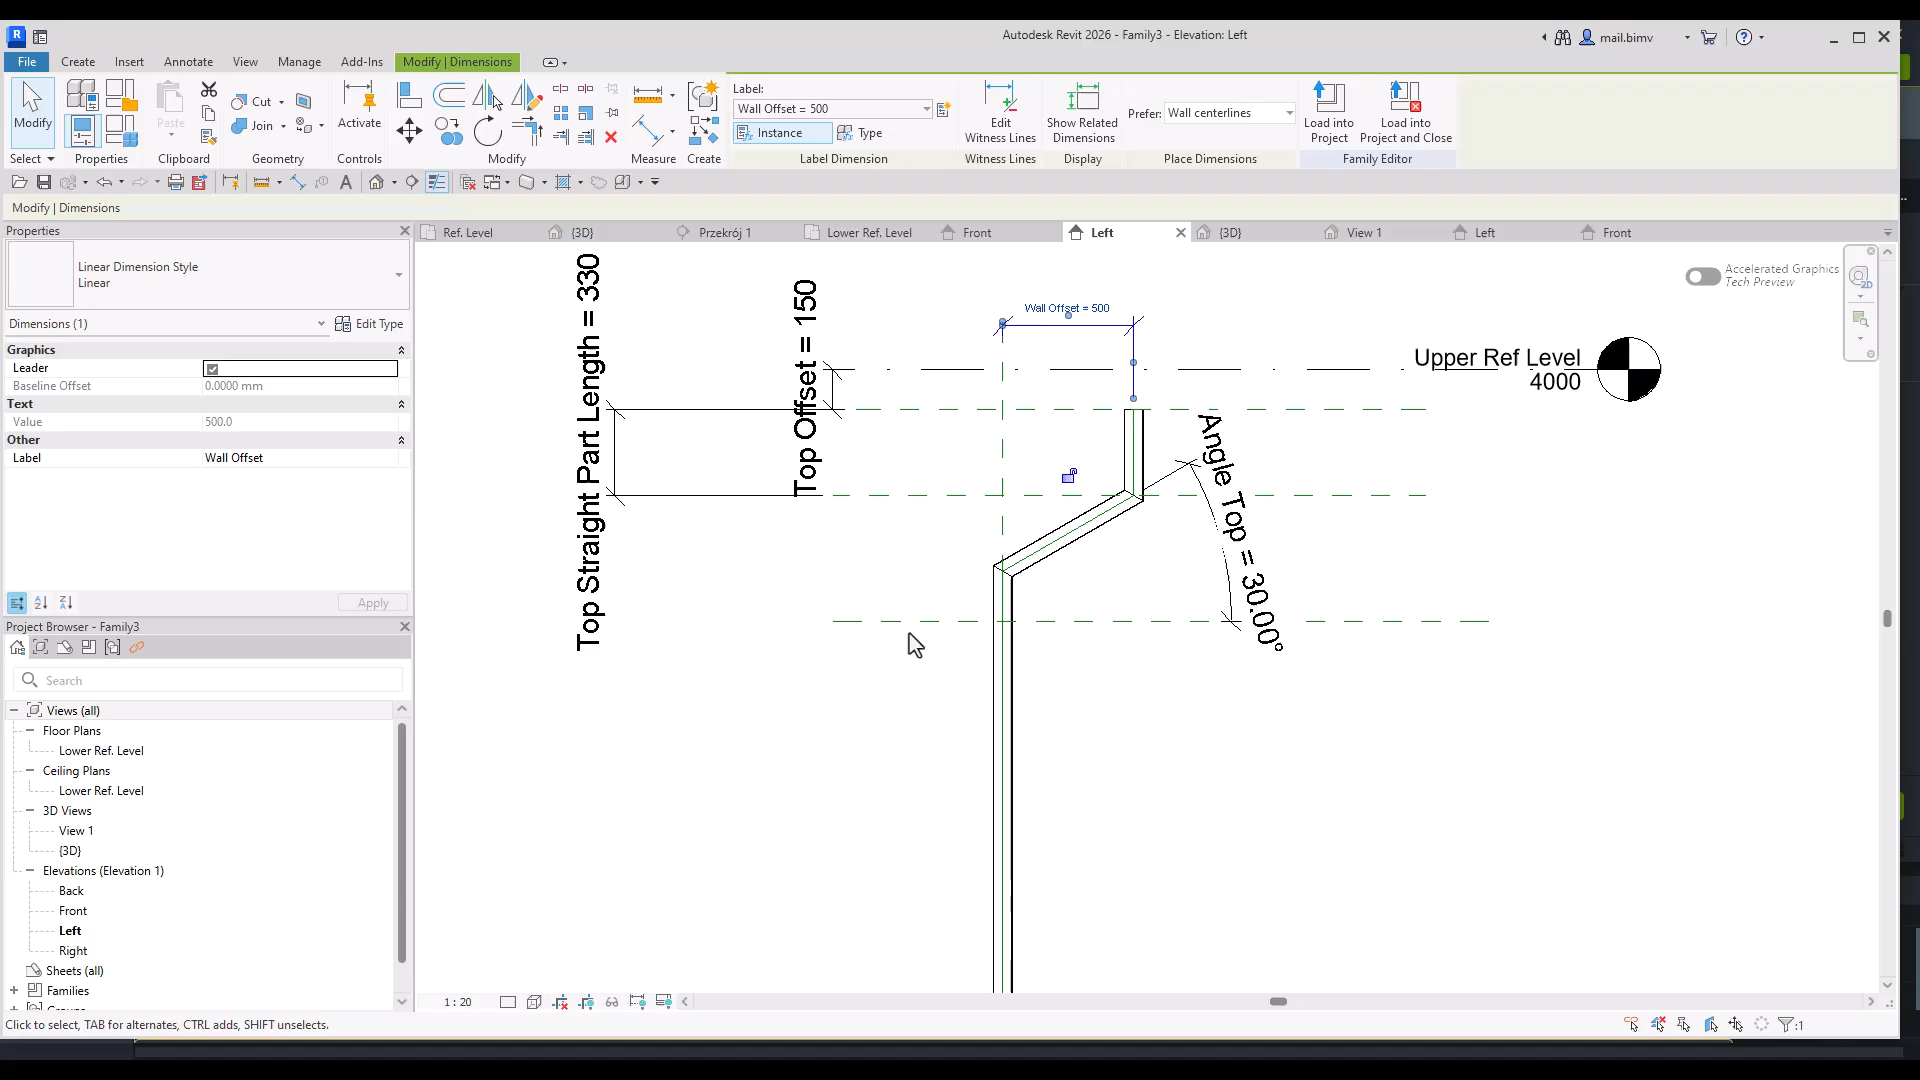 Autodesk Revit 2026 - Family3 - Elevation: Left
mail.bimv
File
Create
Insert
Annotate
View
Manage
Add-Ins
Modify | Dimensions
Modify
Select
Properties
Paste
Clipboard
Cut
Join
Geometry
Activate
Controls
Modify
Measure
Create
Label:
Wall Offset = 500
Instance
Type
Label Dimension
Edit
Witness Lines
Witness Lines
Show Related
Dimensions
Display
Prefer:
Wall centerlines
Place Dimensions
Load into
Project
Load into
Project and Close
Family Editor
Modify | Dimensions
Properties
Linear Dimension Style
Linear
Dimensions (1)
Edit Type
Graphics
Leader
Baseline Offset
0.0000 mm
Text
Value
500.0
Other
Label
Wall Offset
Apply
Project Browser - Family3
Search
Views (all)
Floor Plans
Lower Ref. Level
Ceiling Plans
Lower Ref. Level
3D Views
View 1
{3D}
Elevations (Elevation 1)
Back
Front
Left
Right
Sheets (all)
Families
Ref. Level
{3D}
Przekrój 1
Lower Ref. Level
Front
Left
{3D}
View 1
Left
Front
Accelerated Graphics
Tech Preview
2D
Top Straight Part Length = 330
Top Offset = 150
Wall Offset = 500
Upper Ref Level
4000
Angle Top = 30.00°
1 : 20
Click to select, TAB for alternates, CTRL adds, SHIFT unselects.
:1